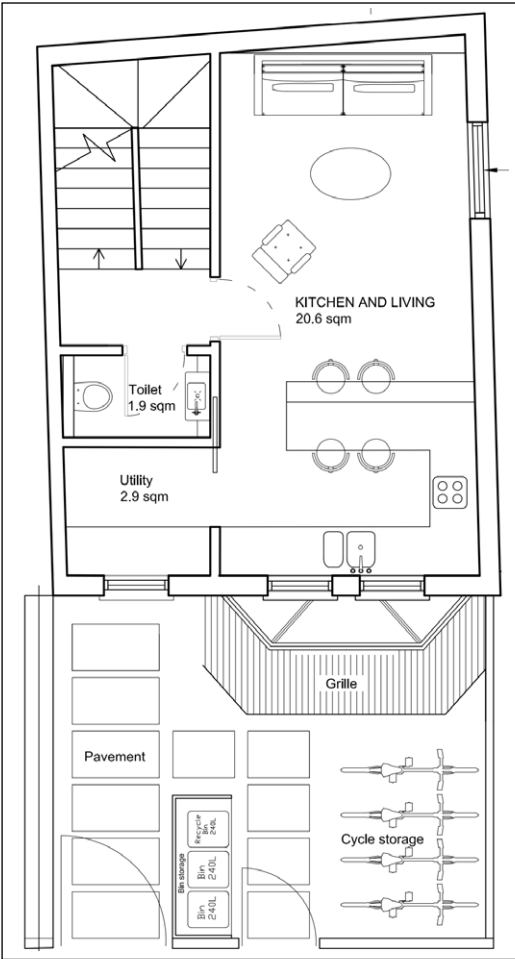 KITCHEN AND LIVING
20.6 sqm
Toilet
1.9 sqm
Utility
2.9 sqm
Grille
Pavement
Cycle storage
Bin storage
Recycle
Bin
240L
Bin
240L
Bin
240L